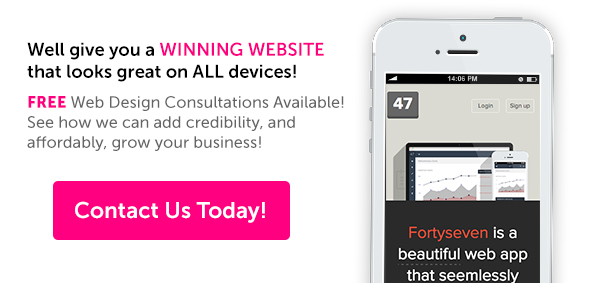 Well give you a WINNING WEBSITE
that looks great on ALL devices!
FREE Web Design Consultations Available!
See how we can add credibility, and
affordably, grow your business!
Contact Us Today!
14:06 PM
47
Login
Sign up
Fortyseven is a
beautiful web app
that seemlessly